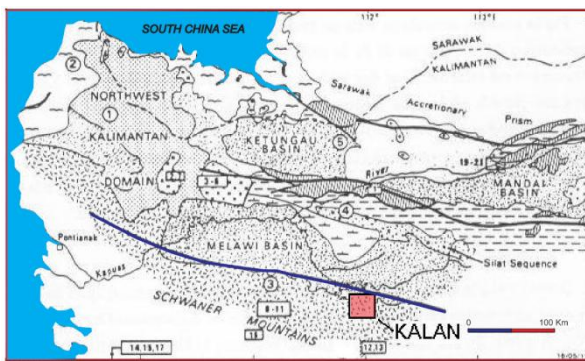 SOUTH CHINA SEA
112°
SARAWAK
KALIMANTAN
Sarawak
Accretionary
Prism
2
NORTHWEST
1
KALIMANTAN
DOMAIN
KETUNGAU
BASIN
5
19-21
River
MANDAI
BASIN
3-6
4
Pontianak
MELAWI BASIN
Kapuas
Silat Sequence
3
SCHWANER
MOUNTAINS
8-11
KALAN
0
100 Km
14,15,17
12,13